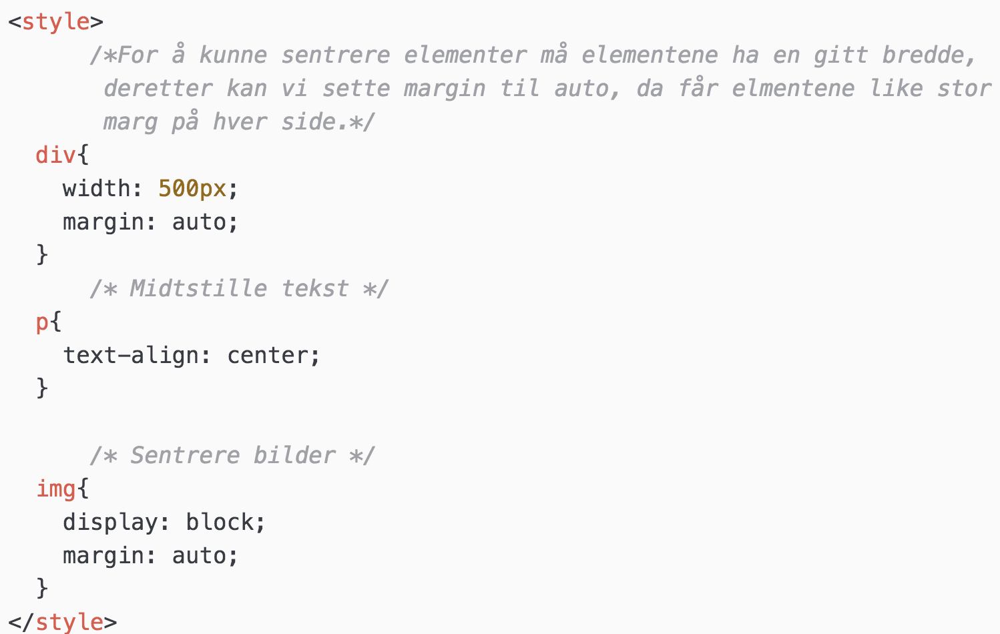 <style>
/*For å kunne sentrere elementer må elementene ha en gitt bredde,
deretter kan vi sette margin til auto, da får elmentene like stor
marg på hver side.*/
div{
width: 500px;
margin: auto;
}
/* Midtstille tekst */
p{
text-align: center;
}
/* Sentrere bilder */
img{
display: block;
margin: auto;
}
</style>